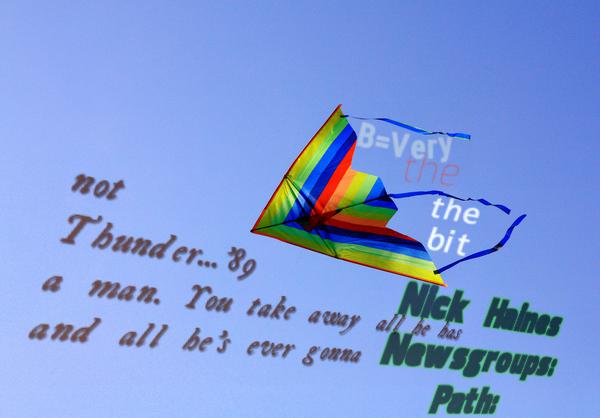 B=Very
the
the
bit
not
Thunder... '89
a man. You take away all he has
and all he's ever gonna
Nick Haines
Newsgroups:
Path: